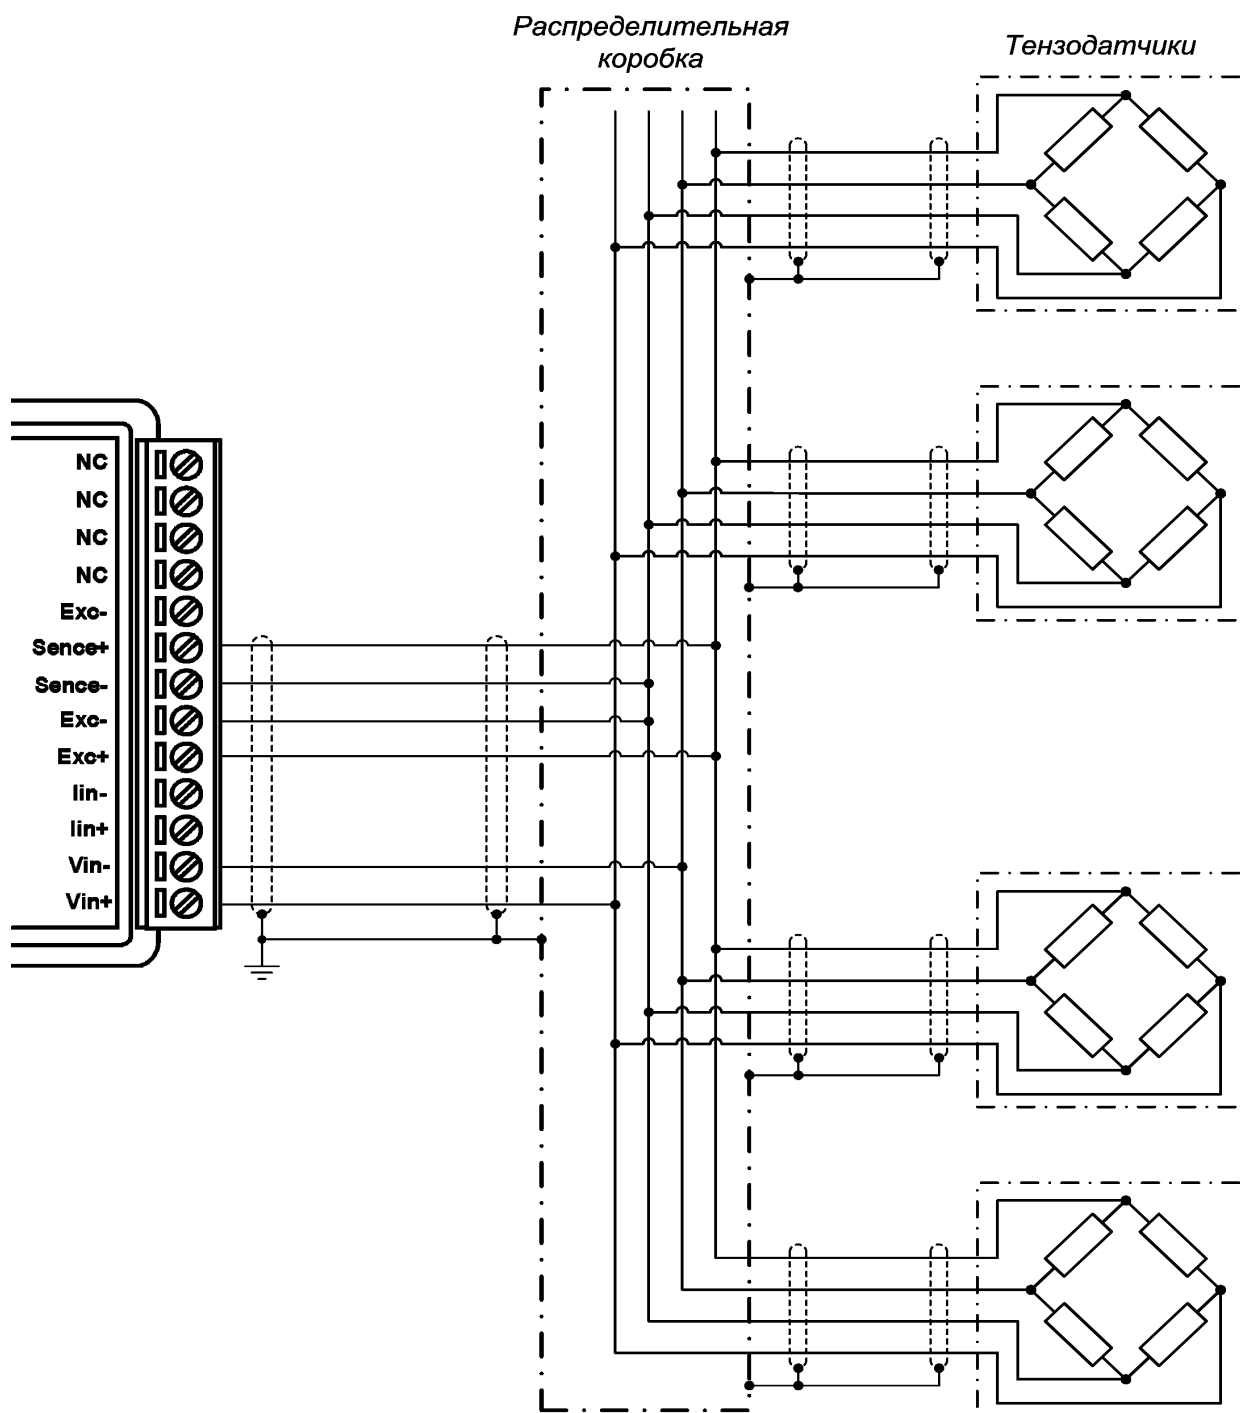 Распределительная
коробка
Тензодатчики
NC
NC
NC
NC
Exc-
Sence+
Sence-
Exc-
Exc+
Iin-
Iin+
Vin-
Vin+